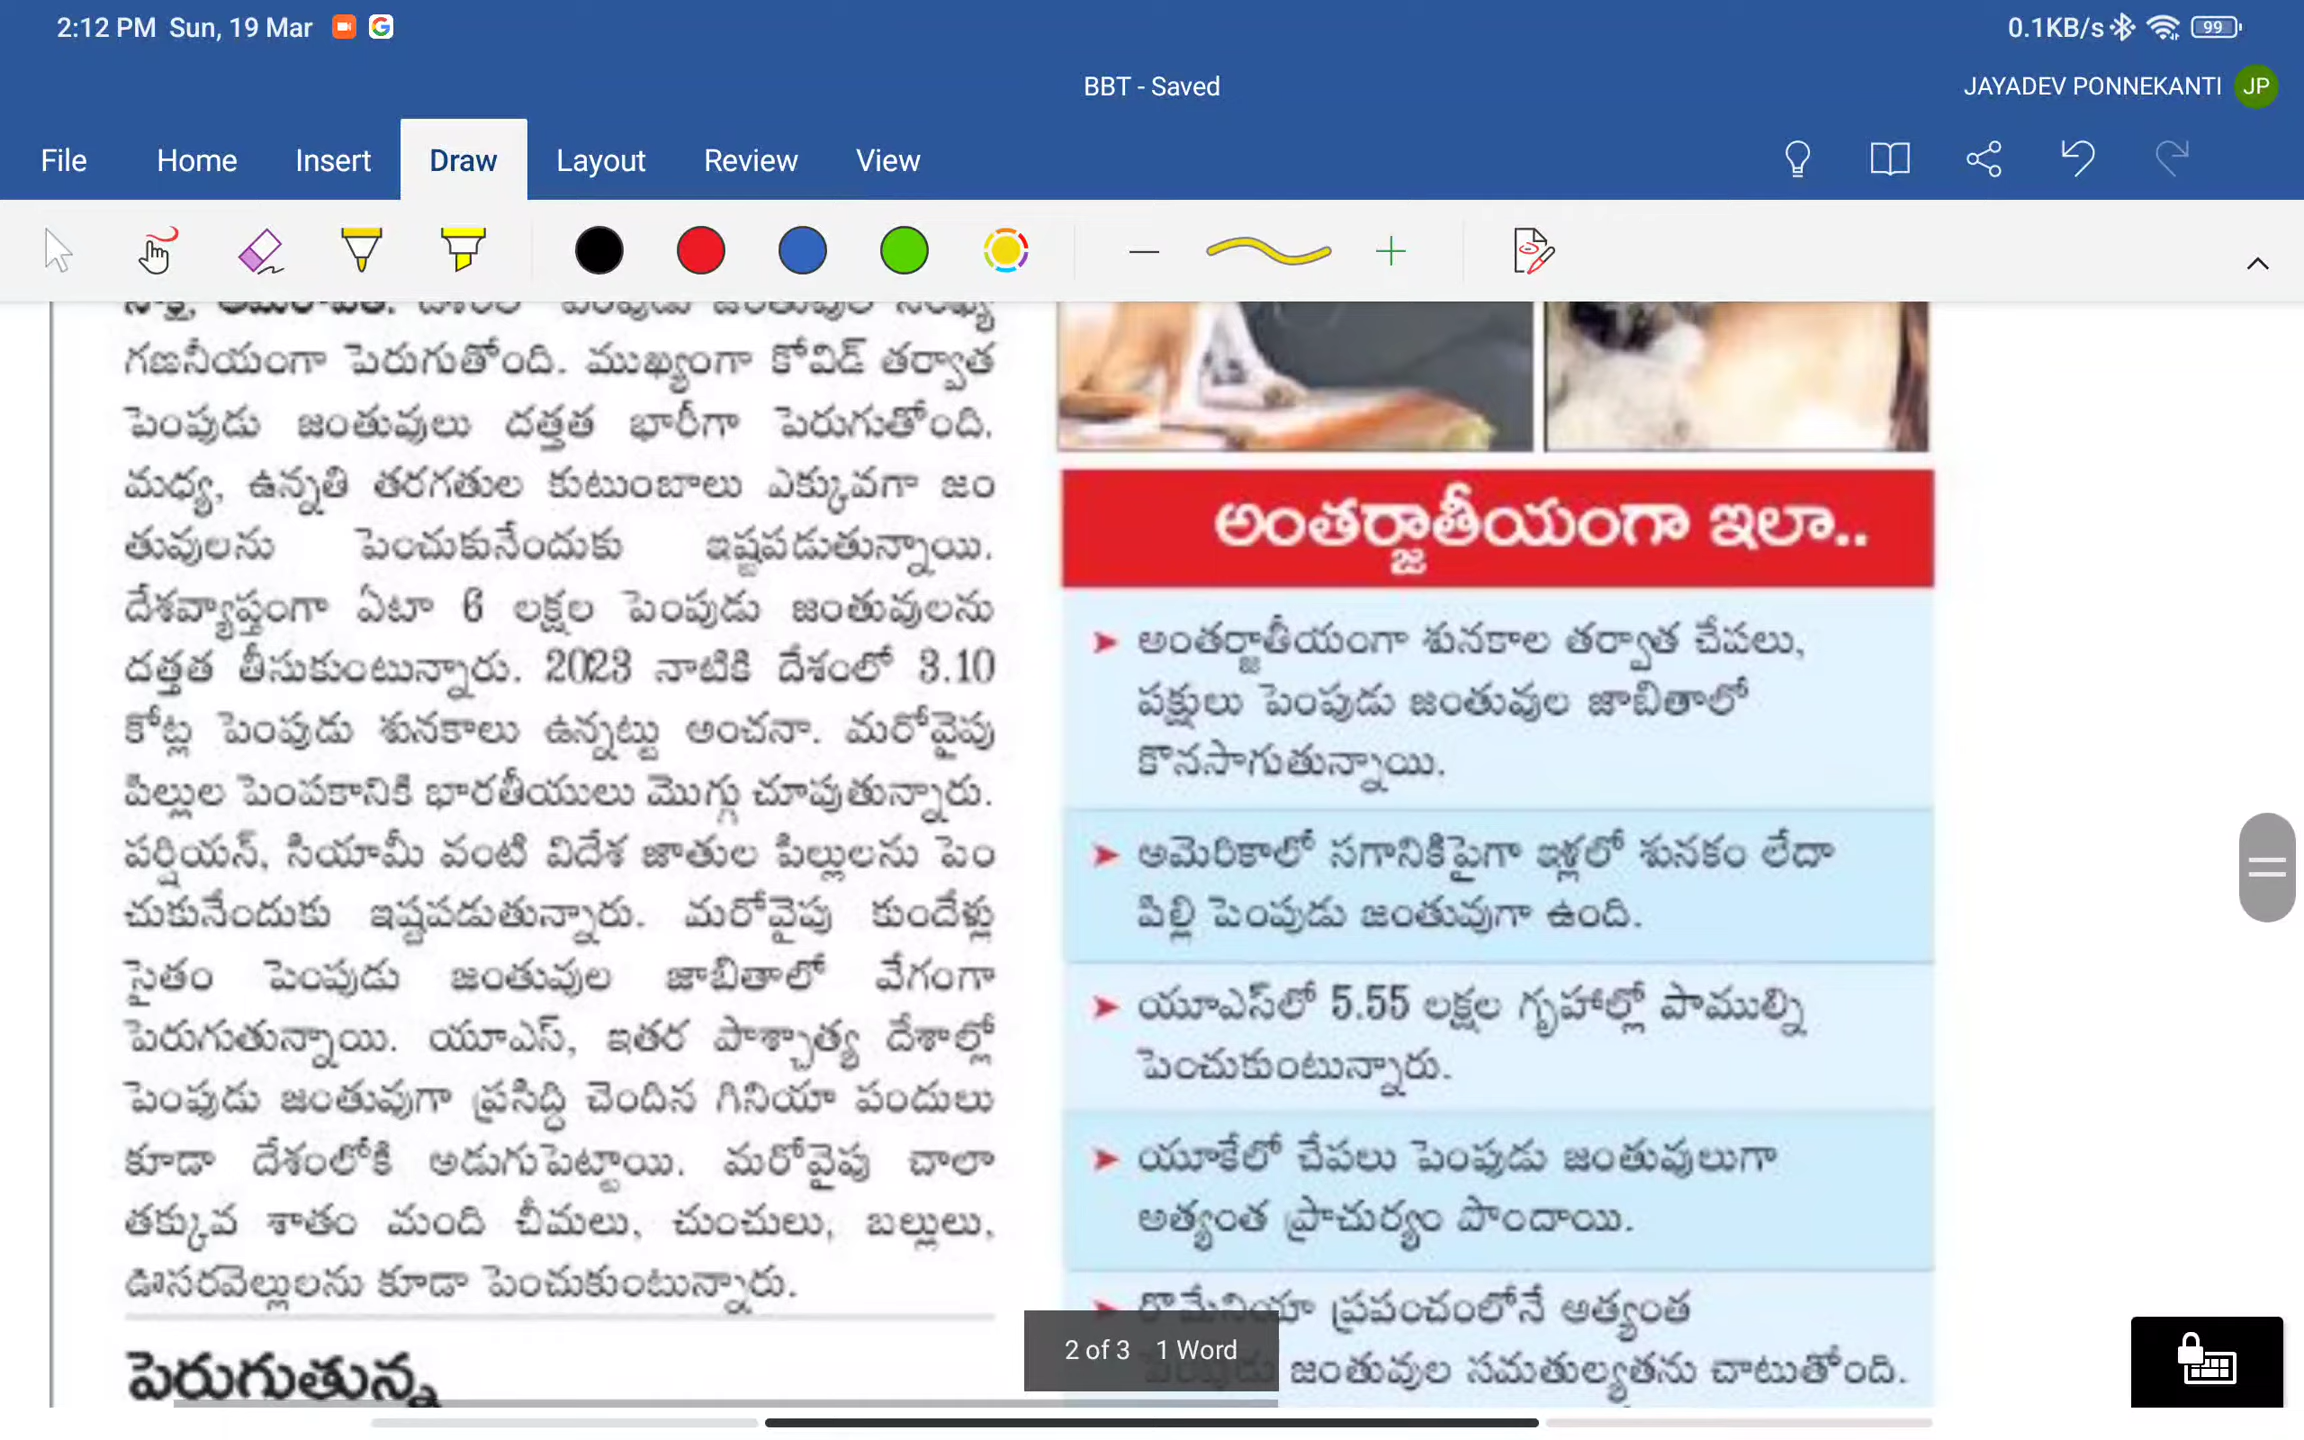 2:12 PM Sun, 19 Mar
0.1KB/s
99
BBT - Saved
JAYADEV PONNEKANTI JP
File Home Insert Draw Layout Review View
పెంపుడు జంతువుల సంఖ్య
గణనీయంగా పెరుగుతోంది. ముఖ్యంగా కోవిడ్ తర్వాత
పెంపుడు జంతువులు దత్తత భారీగా పెరుగుతోంది.
మధ్య, ఉన్నతి తరగతుల కుటుంబాలు ఎక్కువగా జం
తువులను పెంచుకునేందుకు ఇష్టపడుతున్నాయి.
దేశవ్యాప్తంగా ఏటా 6 లక్షల పెంపుడు జంతువులను
దత్తత తీసుకుంటున్నారు. 2023 నాటికి దేశంలో 3.10
కోట్ల పెంపుడు శునకాలు ఉన్నట్టు అంచనా. మరోవైపు
పిల్లుల పెంపకానికి భారతీయులు మొగ్గు చూపుతున్నారు.
పర్షియన్, సియామీ వంటి విదేశ జాతుల పిల్లులను పెం
చుకునేందుకు ఇష్టపడుతున్నారు. మరోవైపు కుందేళ్లు
సైతం పెంపుడు జంతువుల జాబితాలో వేగంగా
పెరుగుతున్నాయి. యూఎస్, ఇతర పాశ్చాత్య దేశాల్లో
పెంపుడు జంతువుగా ప్రసిద్ధి చెందిన గినియా పందులు
కూడా దేశంలోకి అడుగుపెట్టాయి. మరోవైపు చాలా
తక్కువ శాతం మంది చీమలు, చుంచులు, బల్లులు,
ఊసరవెల్లులను కూడా పెంచుకుంటున్నారు.
పెరుగుతున్న
అంతర్జాతీయంగా ఇలా..
➤ అంతర్జాతీయంగా శునకాల తర్వాత చేపలు,
పక్షులు పెంపుడు జంతువుల జాబితాలో
కొనసాగుతున్నాయి.
➤ అమెరికాలో సగానికిపైగా ఇళ్లలో శునకం లేదా
పిల్లి పెంపుడు జంతువుగా ఉంది.
➤ యూఎస్‌లో 5.55 లక్షల గృహాల్లో పాముల్ని
పెంచుకుంటున్నారు.
➤ యూకేలో చేపలు పెంపుడు జంతువులుగా
అత్యంత ప్రాచుర్యం పొందాయి.
➤ రొమేనియా ప్రపంచంలోనే అత్యంత
పెంపుడు జంతువుల సమతుల్యతను చాటుతోంది.
2 of 3 1 Word